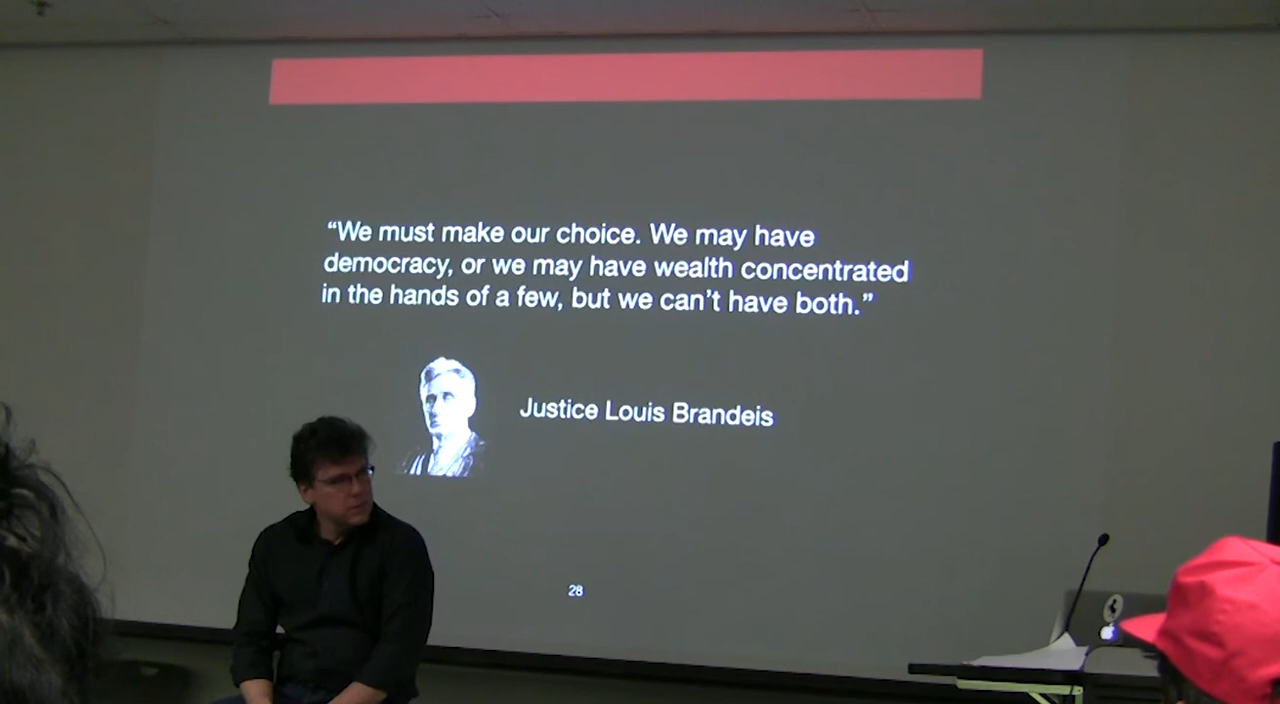 “We must make our choice. We may have
democracy, or we may have wealth concentrated
in the hands of a few, but we can’t have both.”
Justice Louis Brandeis
28